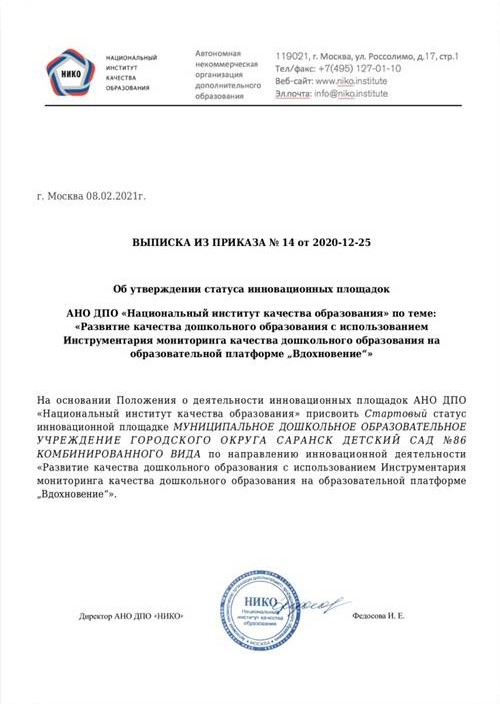 НИКО
НАЦИОНАЛЬНЫЙ
ИНСТИТУТ
КАЧЕСТВА
ОБРАЗОВАНИЯ
Автономная
некоммерческая
организация
дополнительного
образования
119021, г. Москва, ул. Россолимо, д.17, стр.1
Тел/факс: +7(495) 127-01-10
Веб-сайт: www.niko.institute
Эл.почта: info@niko.institute
г. Москва 08.02.2021г.
ВЫПИСКА ИЗ ПРИКАЗА № 14 от 2020-12-25
Об утверждении статуса инновационных площадок
АНО ДПО «Национальный институт качества образования» по теме:
«Развитие качества дошкольного образования с использованием
Инструментария мониторинга качества дошкольного образования на
образовательной платформе „Вдохновение“»
На основании Положения о деятельности инновационных площадок АНО ДПО
«Национальный институт качества образования» присвоить Стартовый статус
инновационной площадке МУНИЦИПАЛЬНОЕ ДОШКОЛЬНОЕ ОБРАЗОВАТЕЛЬНОЕ
УЧРЕЖДЕНИЕ ГОРОДСКОГО ОКРУГА САРАНСК ДЕТСКИЙ САД №86
КОМБИНИРОВАННОГО ВИДА по направлению инновационной деятельности
«Развитие качества дошкольного образования с использованием Инструментария
мониторинга качества дошкольного образования на образовательной платформе
„Вдохновение“».
Директор АНО ДПО «НИКО»
НИКО
Национальный
институт качества
образования
МОСКВА
Федосова И. Е.